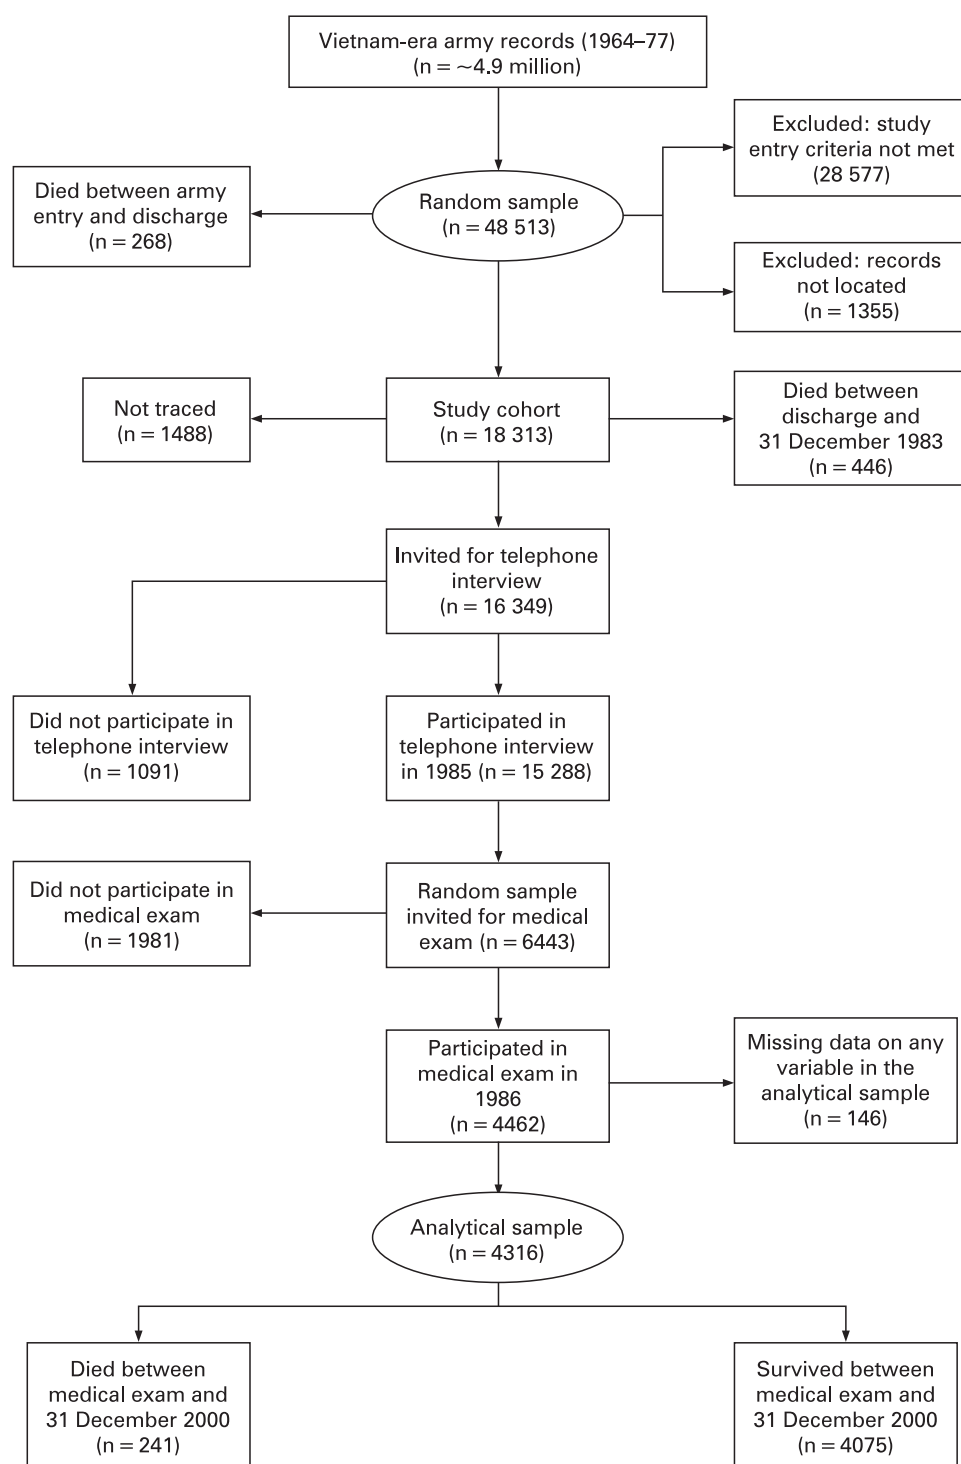 Vietnam-era army records (1964–77)
(n = ~4.9 million)
Excluded: study
entry criteria not met
(28 577)
Died between army
entry and discharge
(n = 268)
Random sample
(n = 48 513)
Excluded: records
not located
(n = 1355)
Not traced
(n = 1488)
Study cohort
(n = 18 313)
Died between
discharge and
31 December 1983
(n = 446)
Invited for telephone
interview
(n = 16 349)
Did not participate in
telephone interview
(n = 1091)
Participated in
telephone interview
in 1985 (n = 15 288)
Did not participate in
medical exam
(n = 1981)
Random sample
invited for medical
exam (n = 6443)
Participated in
medical exam in
1986
(n = 4462)
Missing data on any
variable in the
analytical sample
(n = 146)
Analytical sample
(n = 4316)
Died between
medical exam and
31 December 2000
(n = 241)
Survived between
medical exam and
31 December 2000
(n = 4075)